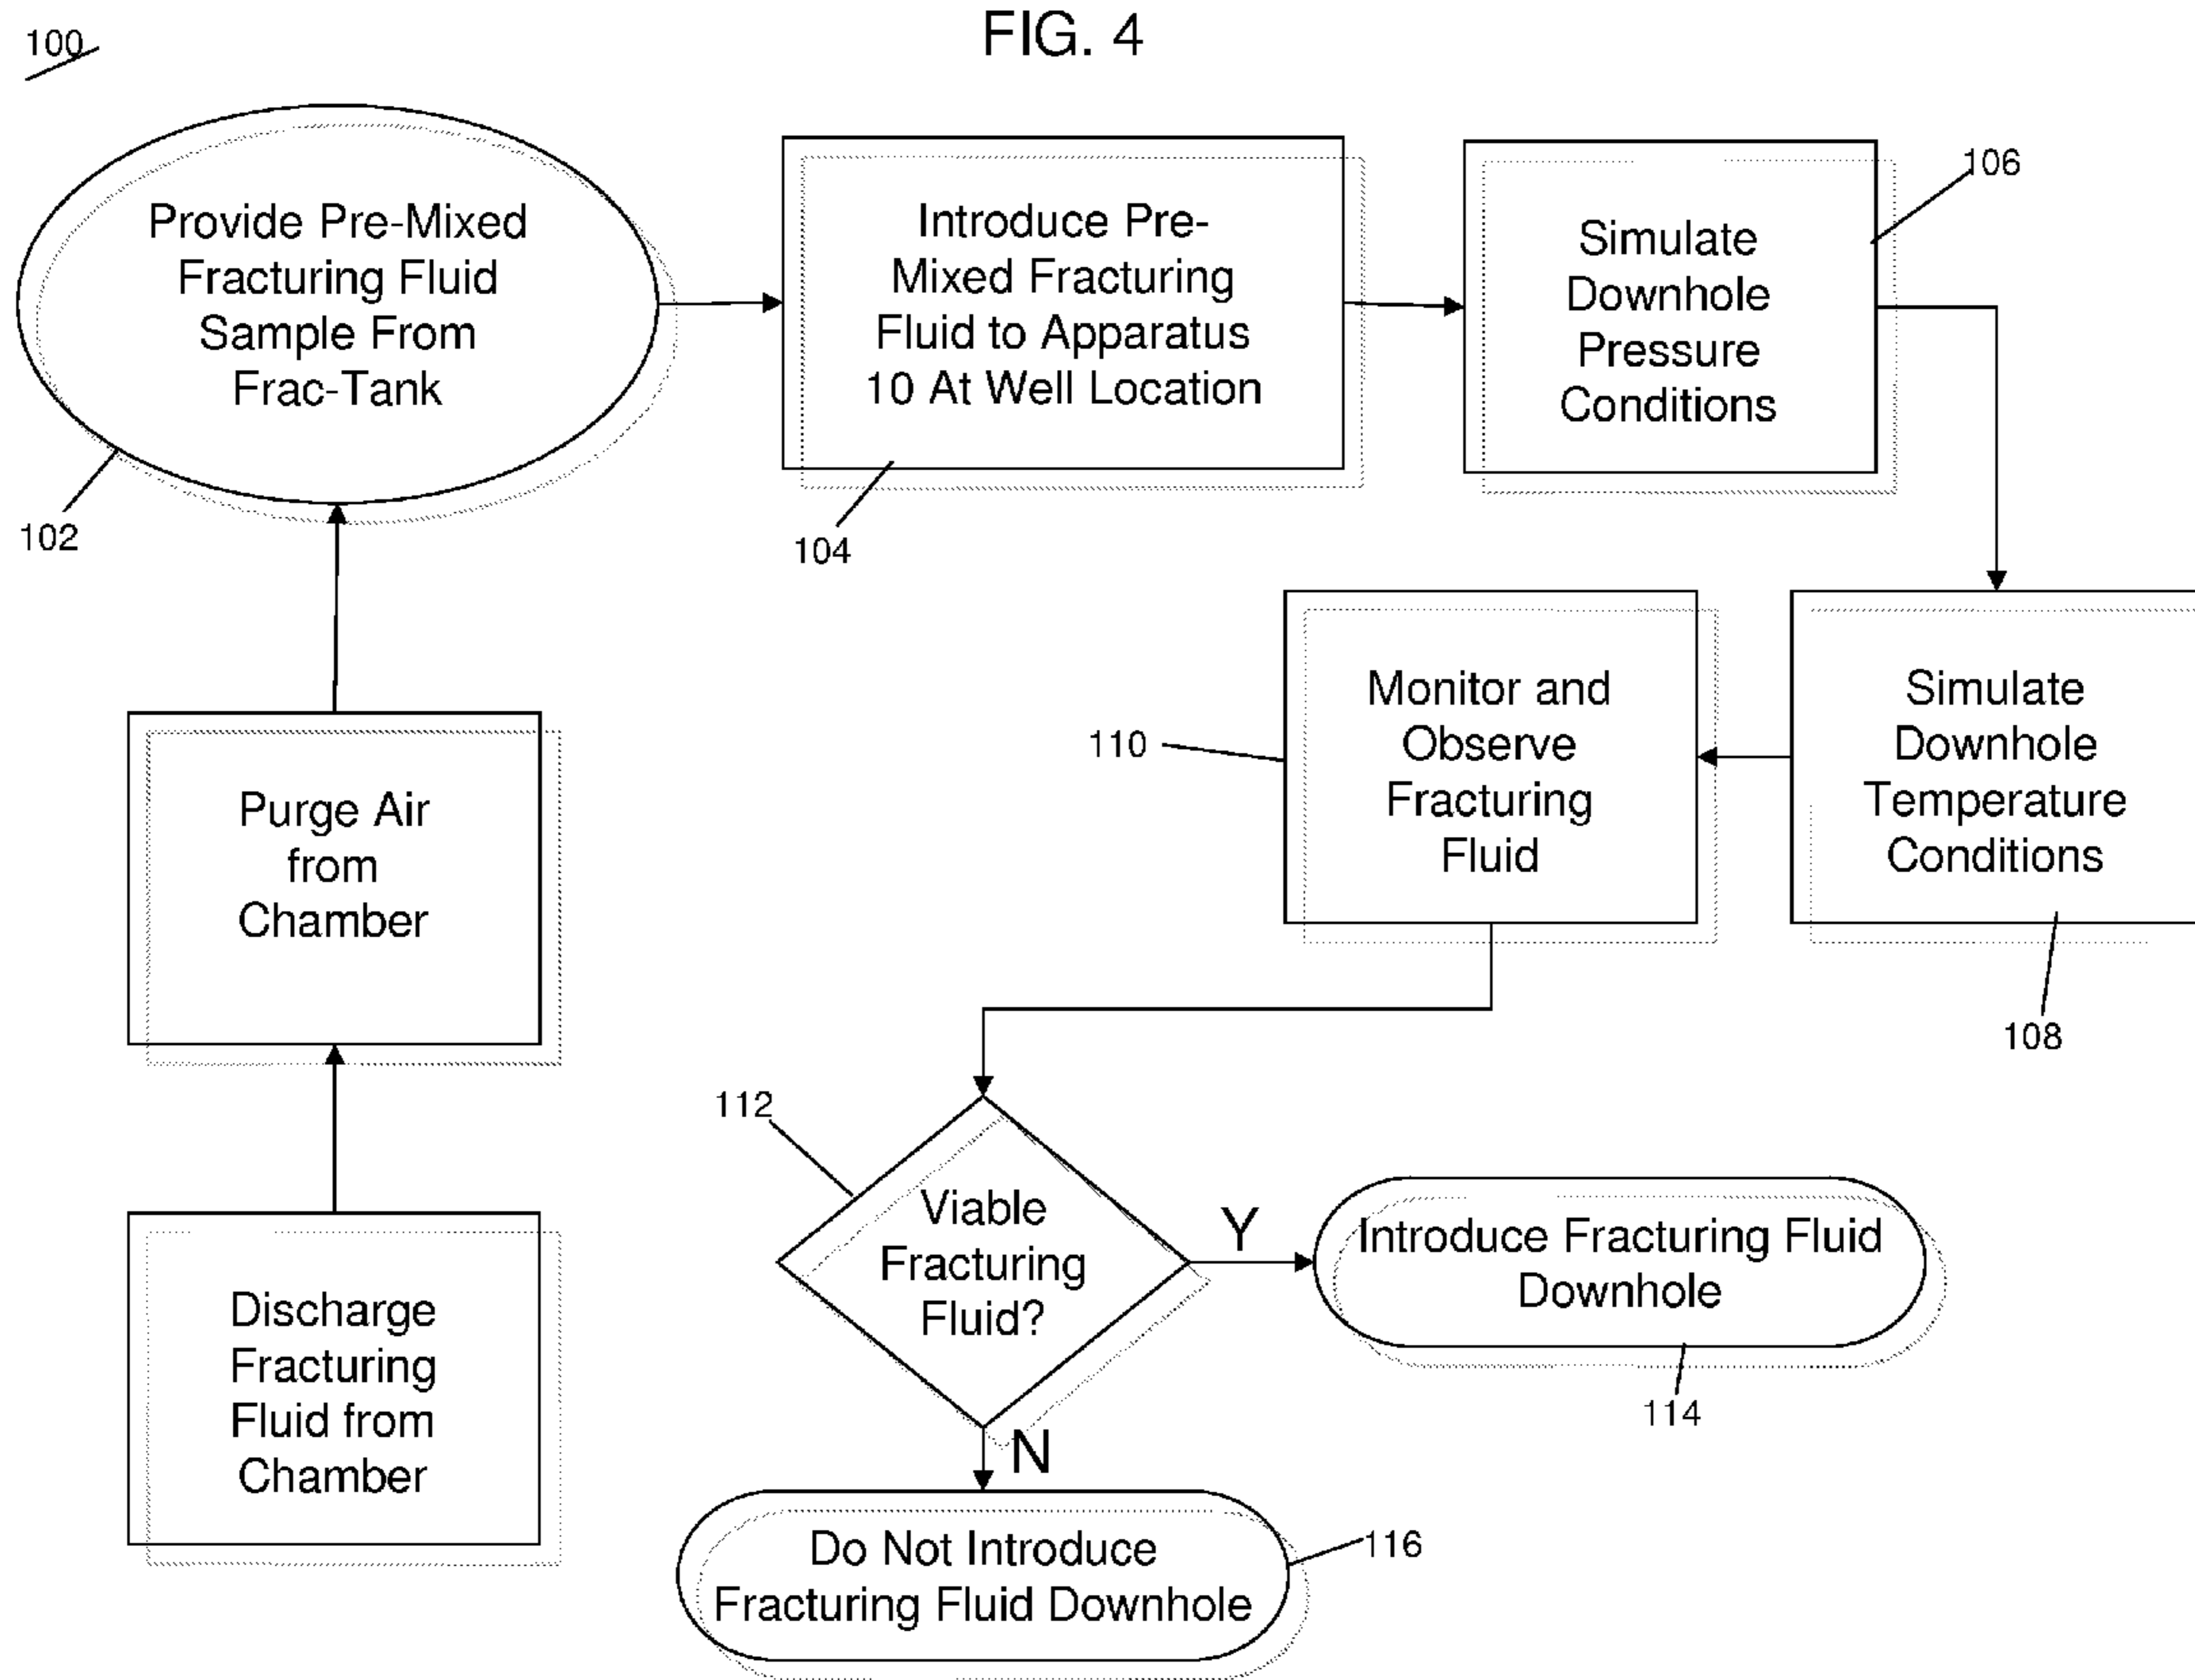 FIG. 4
100
Provide Pre-Mixed
Fracturing Fluid
Sample From
Frac-Tank
102
Introduce Pre-
Mixed Fracturing
Fluid to Apparatus
10 At Well Location
104
Simulate
Downhole
Pressure
Conditions
106
Simulate
Downhole
Temperature
Conditions
108
Monitor and
Observe
Fracturing
Fluid
110
Viable
Fracturing
Fluid?
112
Y
Introduce Fracturing Fluid
Downhole
114
N
Do Not Introduce
Fracturing Fluid Downhole
116
Purge Air
from
Chamber
Discharge
Fracturing
Fluid from
Chamber